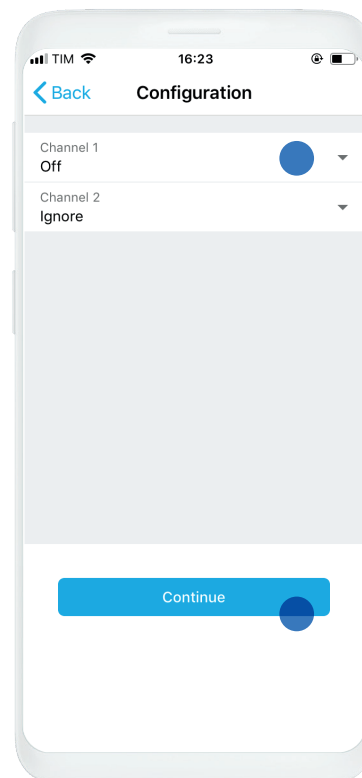 TIM 16:23
Back Configuration
Channel 1
Off
Channel 2
Ignore
Continue